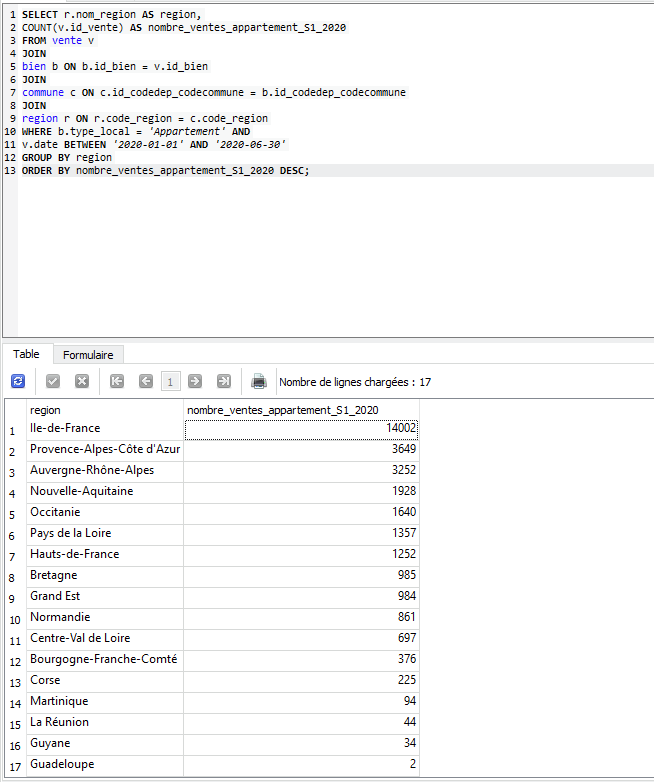 1 SELECT r.nom_region AS region,
2 COUNT(v.id_vente) AS nombre_ventes_appartement_S1_2020
3 FROM vente v
4 JOIN
5 bien b ON b.id_bien = v.id_bien
6 JOIN
7 commune c ON c.id_codedep_codecommune = b.id_codedep_codecommune
8 JOIN
9 region r ON r.code_region = c.code_region
10 WHERE b.type_local = 'Appartement' AND
11 v.date BETWEEN '2020-01-01' AND '2020-06-30'
12 GROUP BY region
13 ORDER BY nombre_ventes_appartement_S1_2020 DESC;
Table Formulaire
1 Nombre de lignes chargées : 17
region nombre_ventes_appartement_S1_2020
1 Ile-de-France 14002
2 Provence-Alpes-Côte d'Azur 3649
3 Auvergne-Rhône-Alpes 3252
4 Nouvelle-Aquitaine 1928
5 Occitanie 1640
6 Pays de la Loire 1357
7 Hauts-de-France 1252
8 Bretagne 985
9 Grand Est 984
10 Normandie 861
11 Centre-Val de Loire 697
12 Bourgogne-Franche-Comté 376
13 Corse 225
14 Martinique 94
15 La Réunion 44
16 Guyane 34
17 Guadeloupe 2